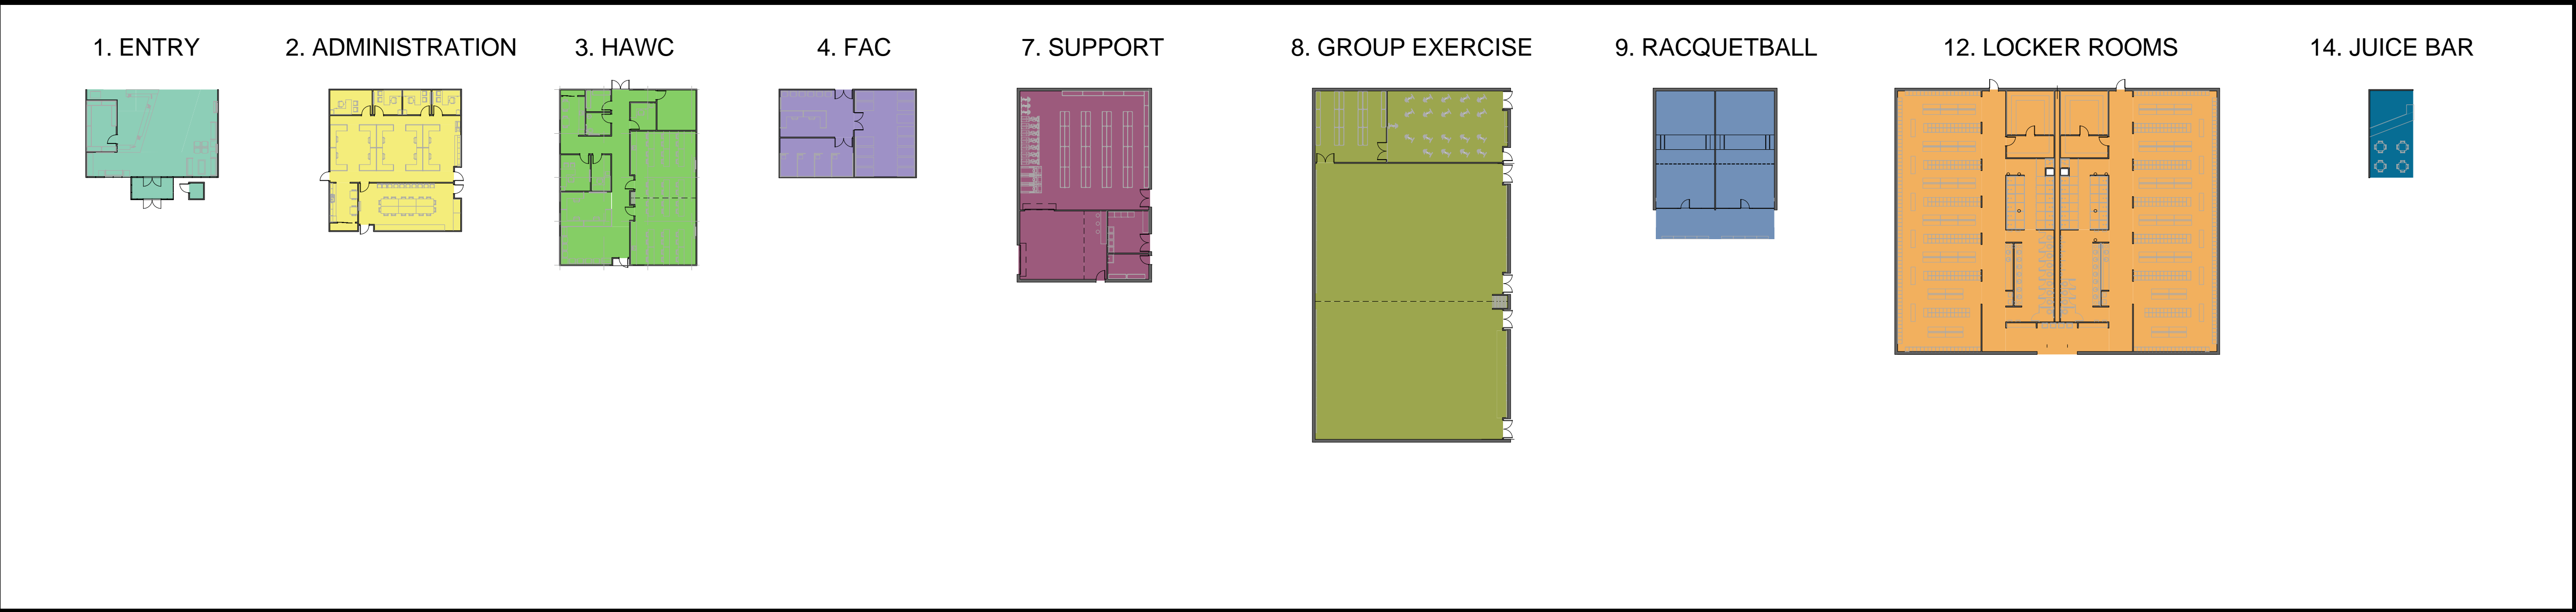 1. ENTRY
2. ADMINISTRATION
3. HAWC
4. FAC
7. SUPPORT
8. GROUP EXERCISE
9. RACQUETBALL
12. LOCKER ROOMS
14. JUICE BAR